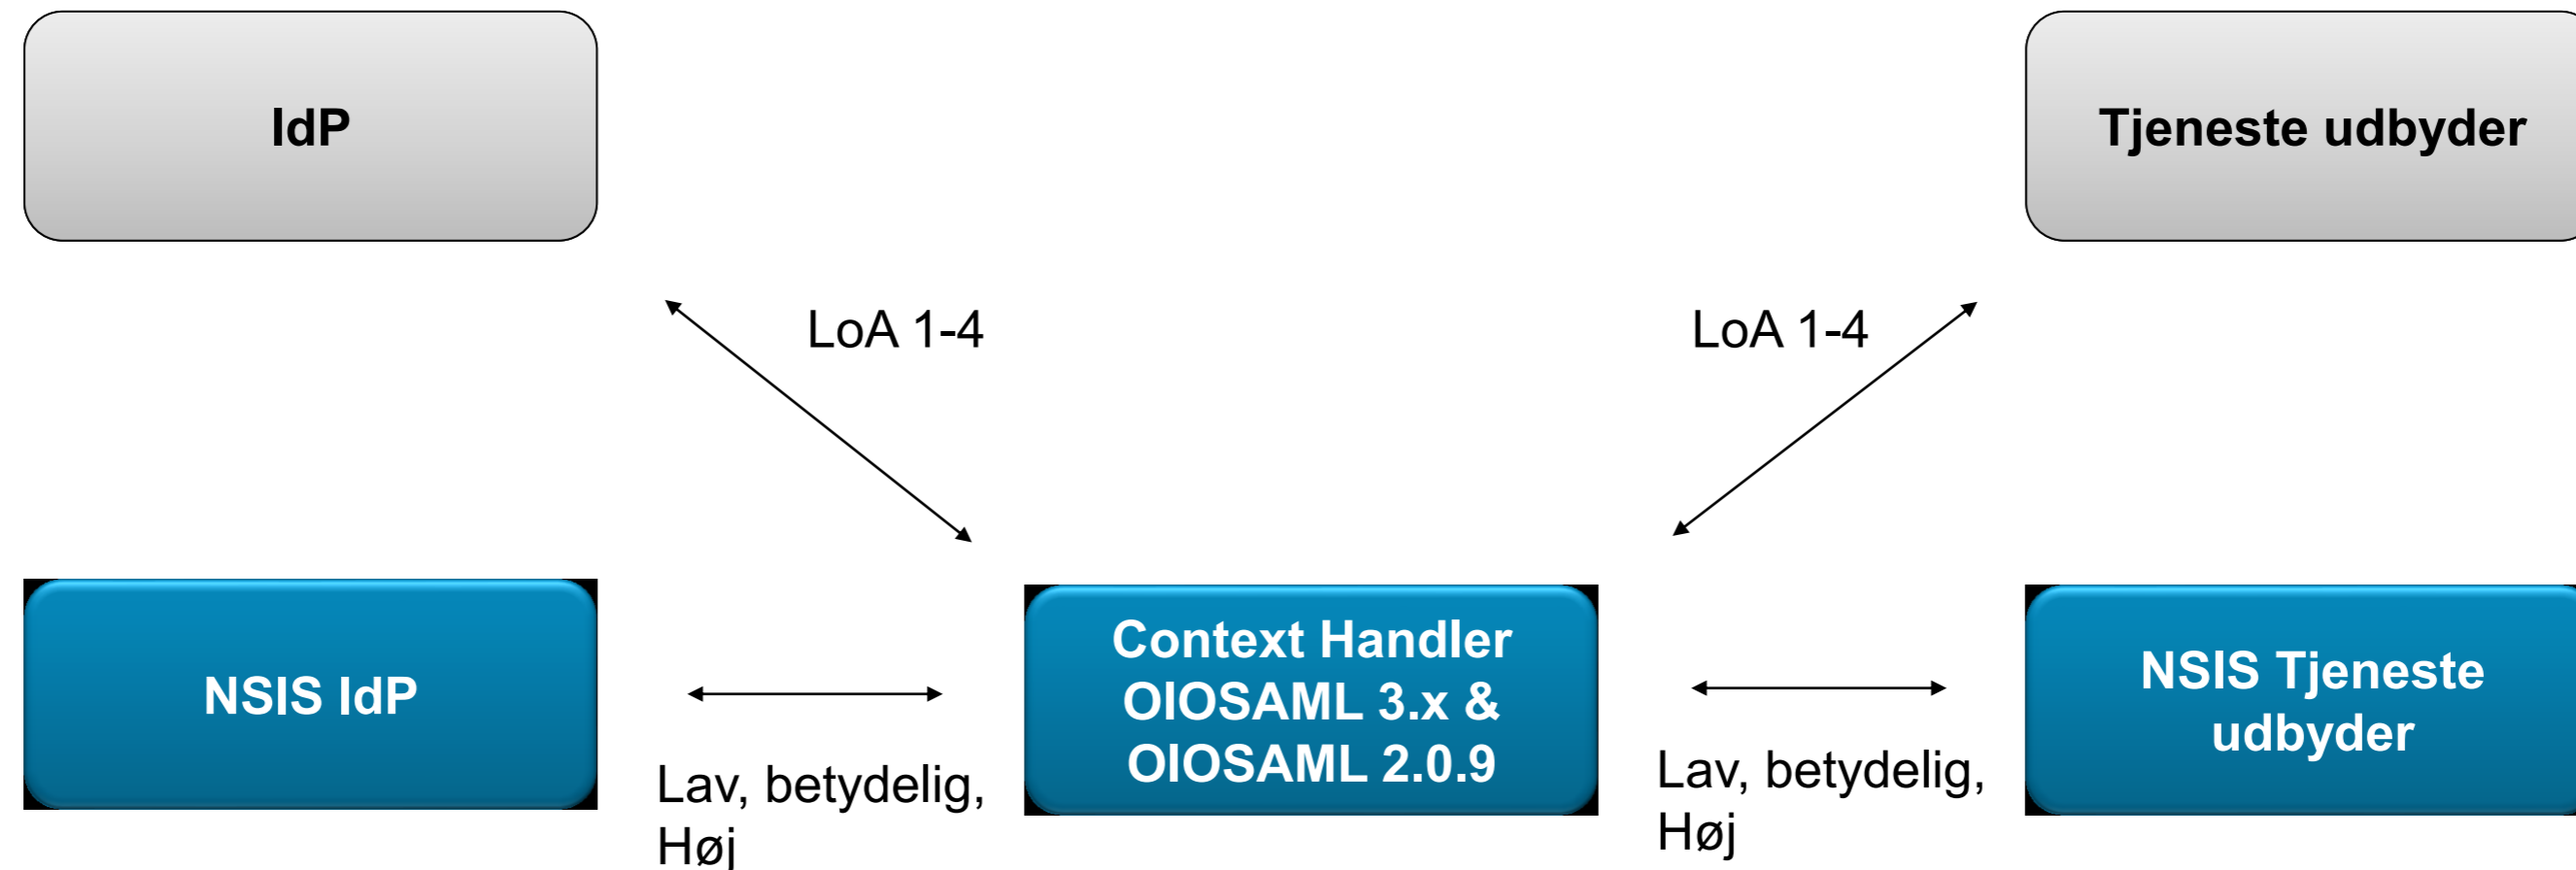 IdP
Tjeneste udbyder
LoA 1-4
LoA 1-4
NSIS IdP
Lav, betydelig,
Høj
Context Handler
OIOSAML 3.x &
OIOSAML 2.0.9
Lav, betydelig,
Høj
NSIS Tjeneste
udbyder